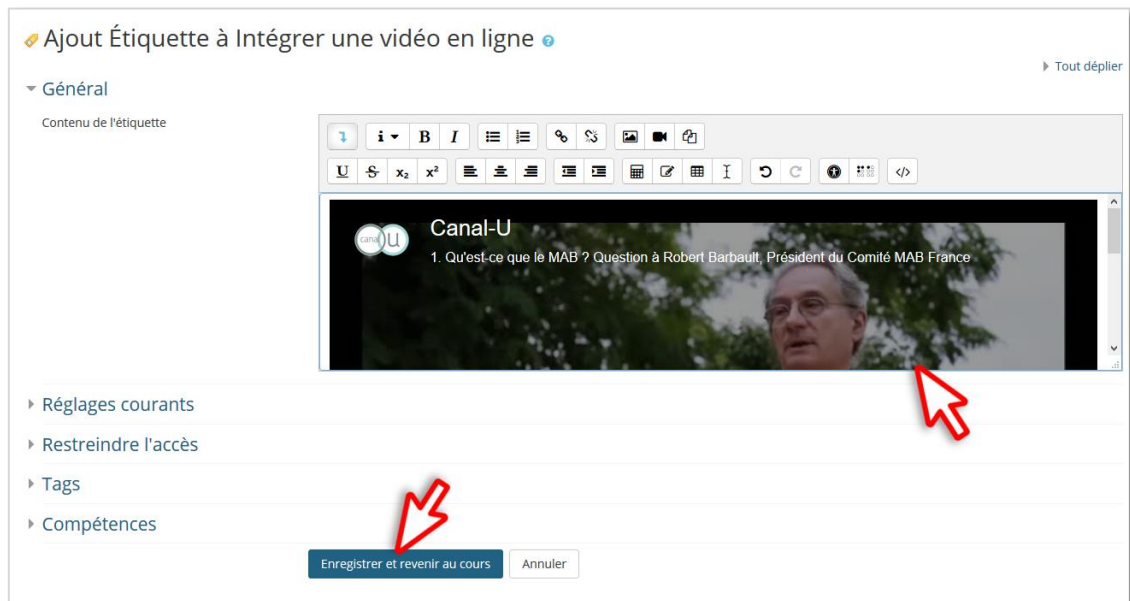 Ajout Étiquette à Intégrer une vidéo en ligne
Tout déplier
Général
Contenu de l'étiquette
i B I
U S x₂ x² </>
canal U
Canal-U
1. Qu'est-ce que le MAB ? Question à Robert Barbault, Président du Comité MAB France
Réglages courants
Restreindre l'accès
Tags
Compétences
Enregistrer et revenir au cours Annuler